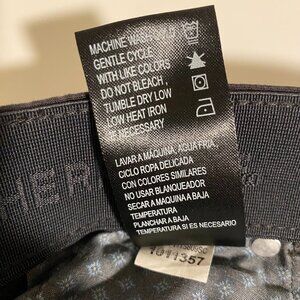 MACHINE WASH COLD
GENTLE CYCLE
WITH LIKE COLORS
DO NOT BLEACH
TUMBLE DRY LOW
LOW HEAT IRON
IF NECESSARY
LAVAR A MAQUINA, AGUA FRIA,
CICLO ROPA DELICADA
CON COLORES SIMILARES
NO USAR BLANQUEADOR
SECAR A MAQUINA A BAJA
TEMPERATURA
PLANCHAR A BAJA
TEMPERATURA SI ES NECESARIO
1011357